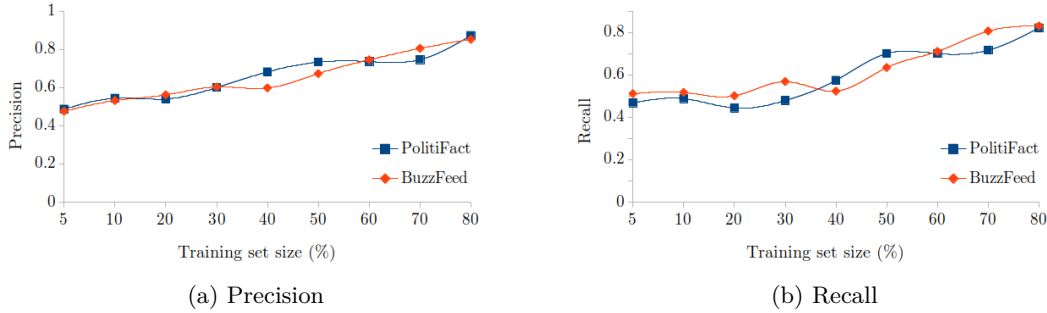 1
0.8
0.6
0.4
0.2
0
Precision
PolitiFact
BuzzFeed
5 10 20 30 40 50 60 70 80
Training set size (%)
(a) Precision
0.8
0.6
0.4
0.2
0
Recall
PolitiFact
BuzzFeed
5 10 20 30 40 50 60 70 80
Training set size (%)
(b) Recall